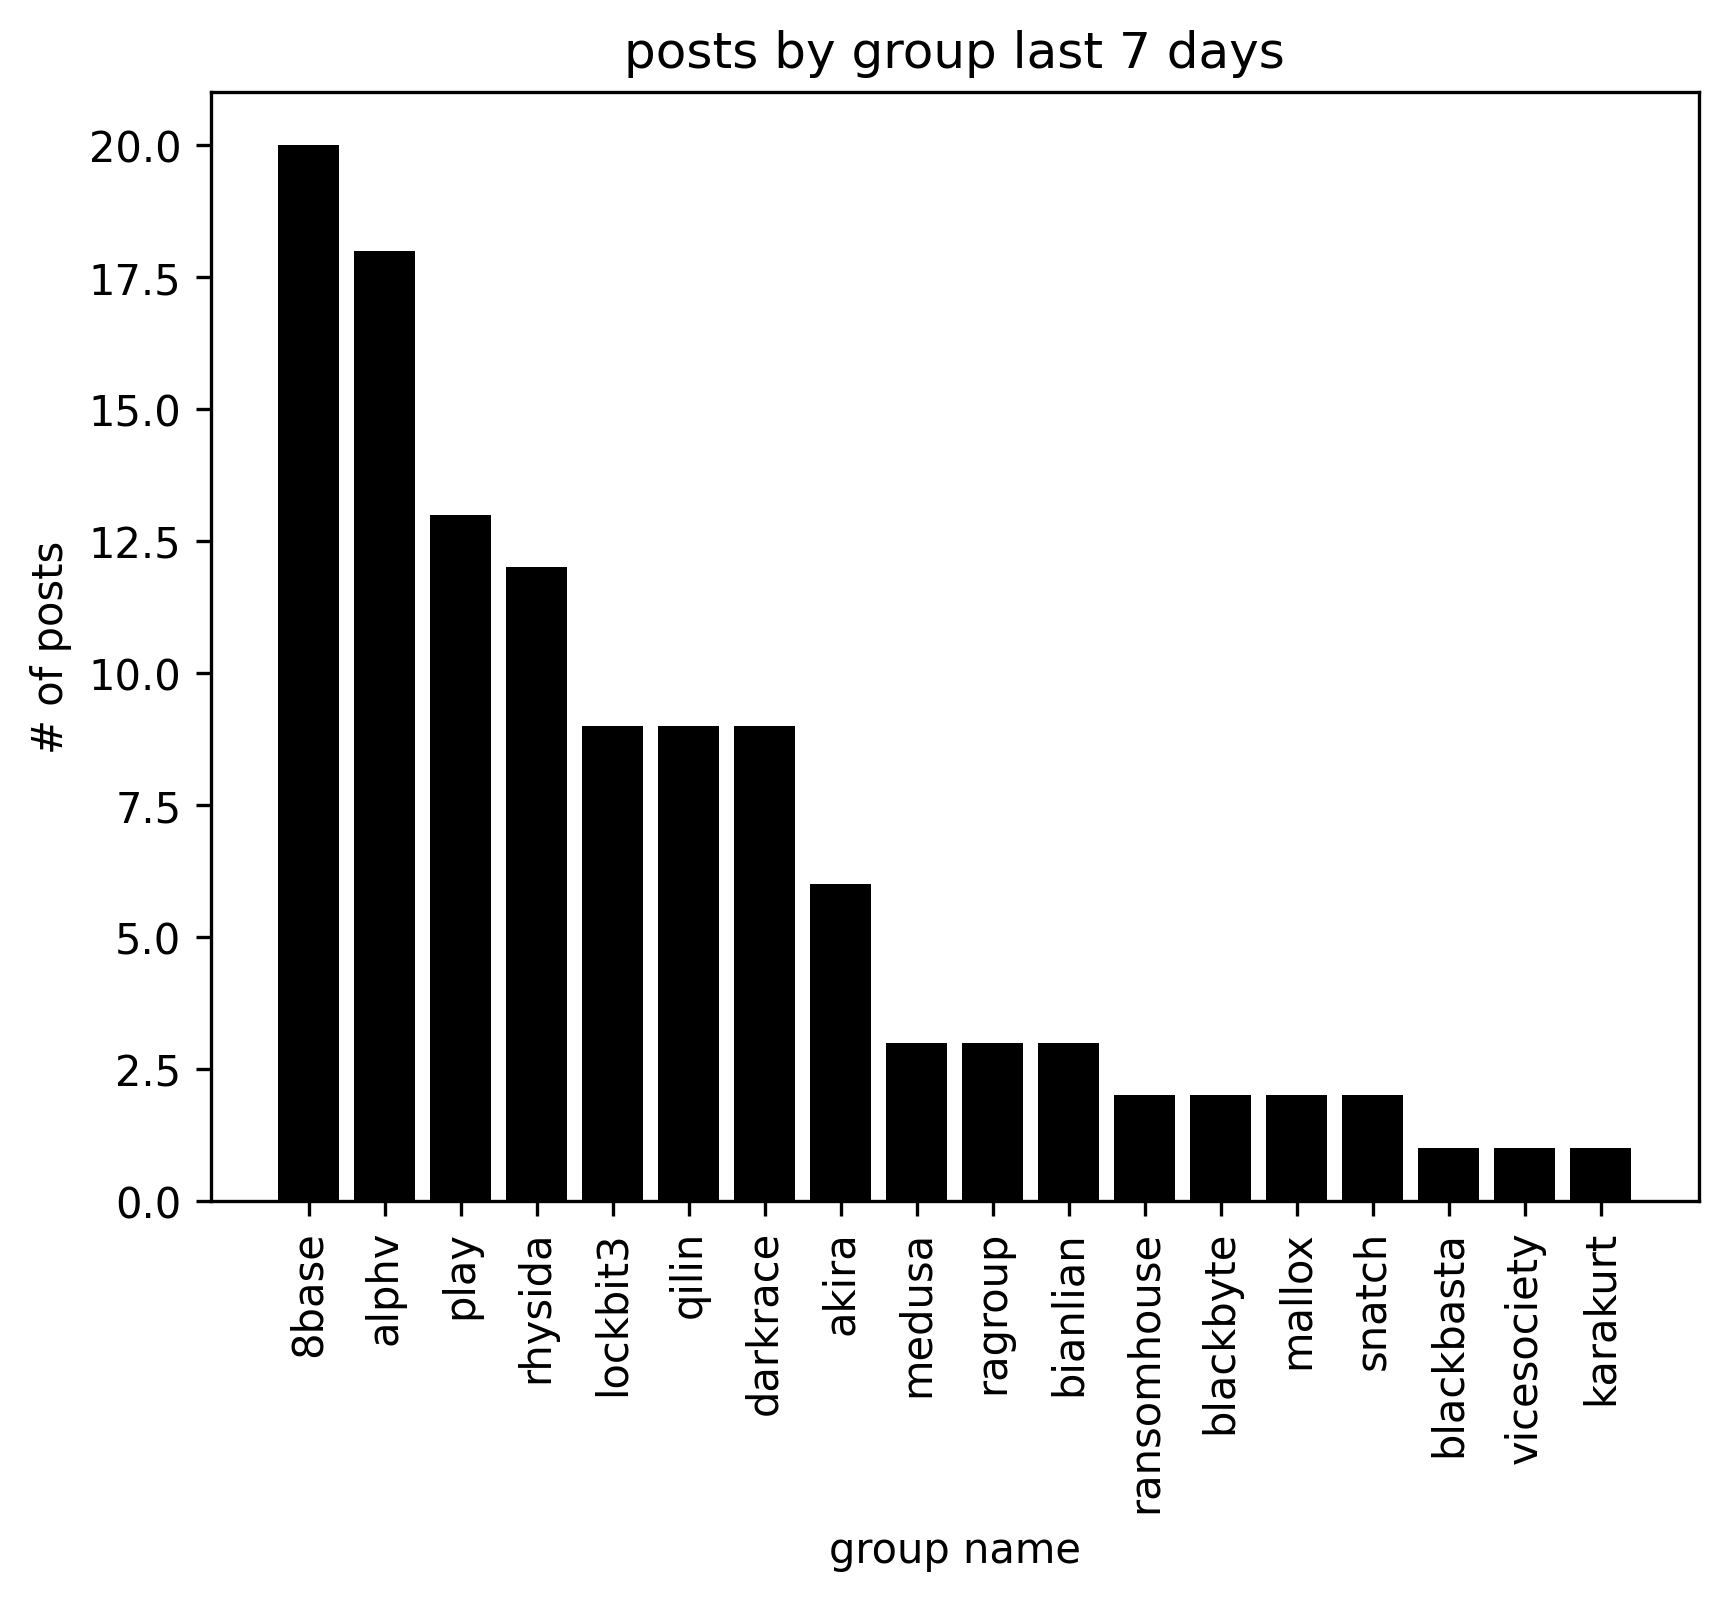 posts by group last 7 days
# of posts
20.0
17.5
15.0
12.5
10.0
7.5
5.0
2.5
0.0
8base
alphv
play
rhysida
lockbit3
qilin
darkrace
akira
medusa
ragroup
bianlian
ransomhouse
blackbyte
mallox
snatch
blackbasta
vicesociety
karakurt
group name